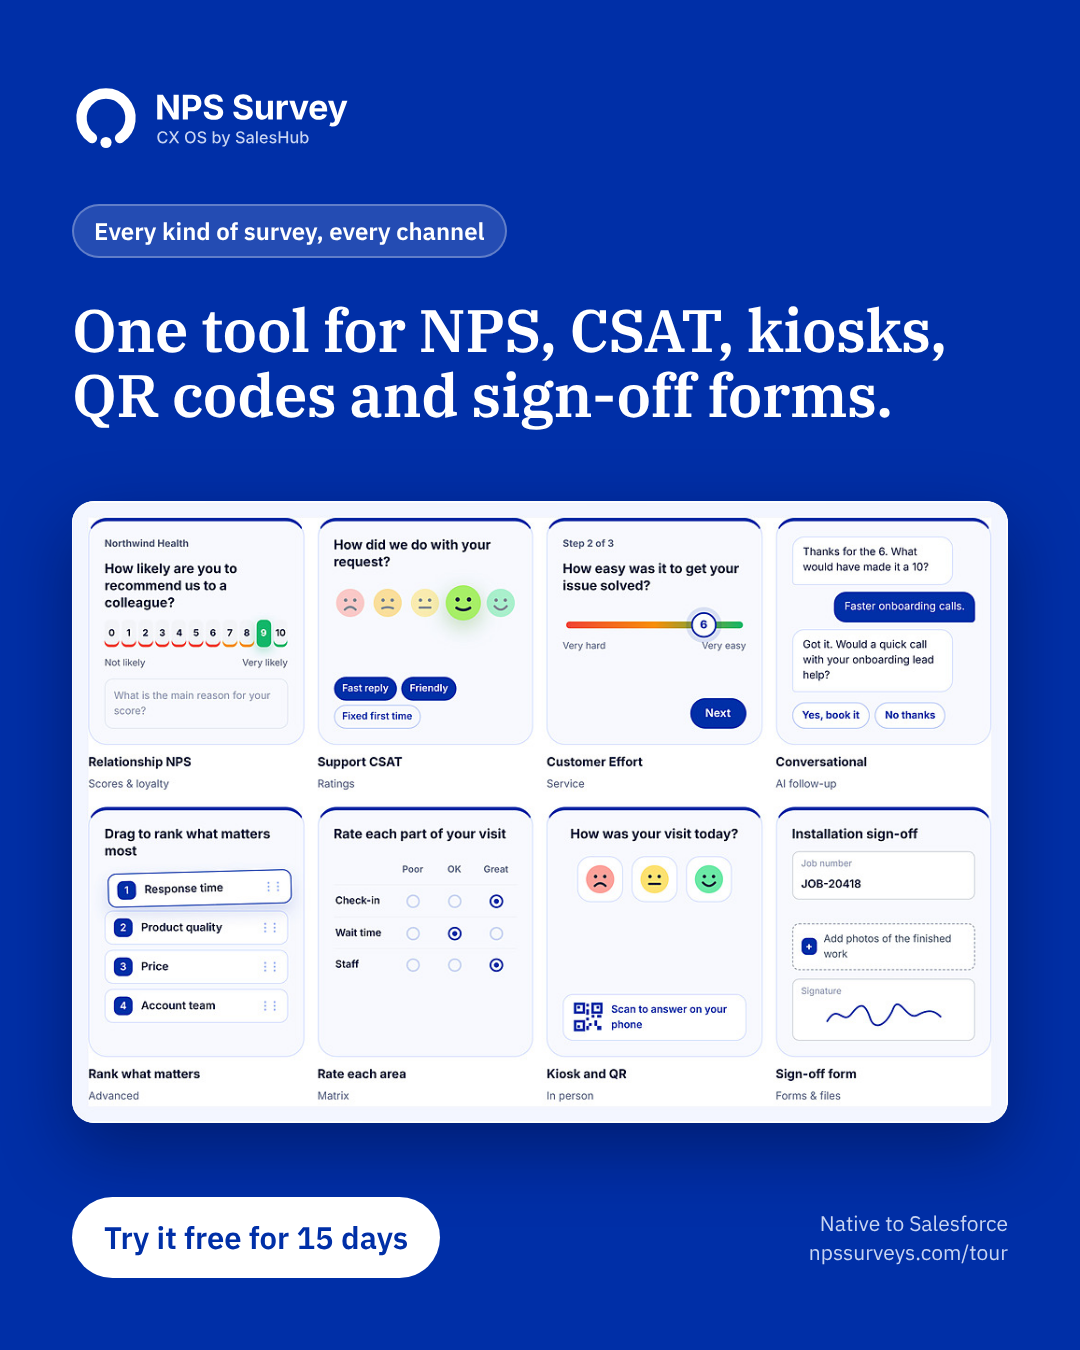 NPS Survey
CX OS by SalesHub
Every kind of survey, every channel
One tool for NPS, CSAT, kiosks,
QR codes and sign-off forms.
Northwind Health
How likely are you to
recommend us to a
colleague?
0 1 2 3 4 5 6 7 8 9 10
Not likely Very likely
What is the main reason for your
score?
Relationship NPS
Scores & loyalty
How did we do with your
request?
Fast reply Friendly
Fixed first time
Support CSAT
Ratings
Step 2 of 3
How easy was it to get your
issue solved?
6
Very hard Very easy
Next
Customer Effort
Service
Thanks for the 6. What
would have made it a 10?
Faster onboarding calls.
Got it. Would a quick call
with your onboarding lead
help?
Yes, book it No thanks
Conversational
AI follow-up
Drag to rank what matters
most
1 Response time
2 Product quality
3 Price
4 Account team
Rank what matters
Advanced
Rate each part of your visit
Poor OK Great
Check-in
Wait time
Staff
Rate each area
Matrix
How was your visit today?
Scan to answer on your
phone
Kiosk and QR
In person
Installation sign-off
Job number
JOB-20418
+ Add photos of the finished
work
Signature
Sign-off form
Forms & files
Try it free for 15 days
Native to Salesforce
npssurveys.com/tour